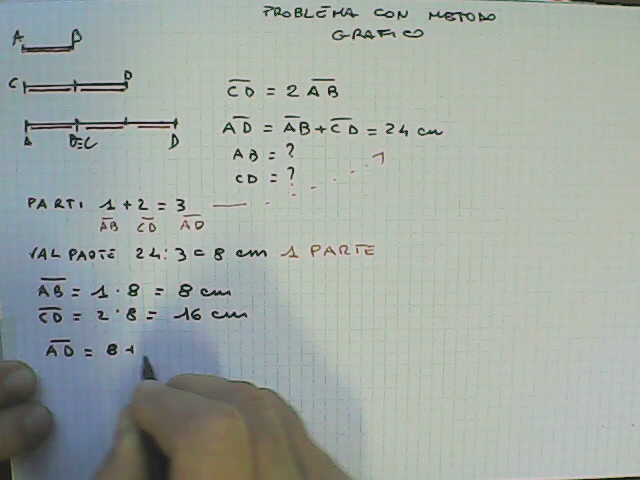 PROBLEMA CON METODO
GRAFICO
A B
C D
A B≡C D
CD = 2 AB
AD = AB + CD = 24 cm
AB = ?
CD = ?
PARTI 1 + 2 = 3
AB CD AD
VAL PARTE 24 : 3 = 8 cm 1 PARTE
AB = 1 · 8 = 8 cm
CD = 2 · 8 = 16 cm
AD = 8 +